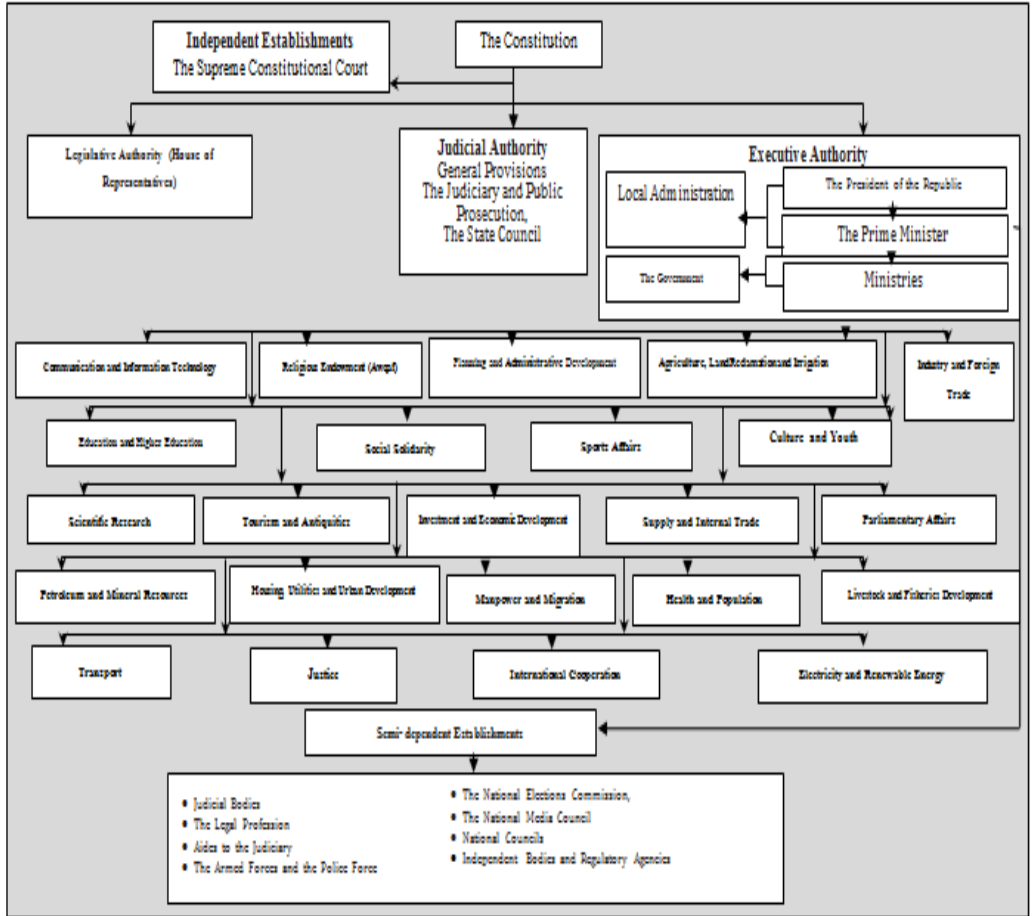 Independent Establishments
The Supreme Constitutional Court
The Constitution
Legislative Authority (House of
Representatives)
Judicial Authority
General Provisions
The Judiciary and Public
Prosecution,
The State Council
Executive Authority
Local Administration
The President of the Republic
The Prime Minister
The Government
Ministries
Communication and Information Technology
Religious Endowment (Awqaf)
Planning and Administrative Development
Agriculture, Land Reclamation and Irrigation
Industry and Foreign
Trade
Education and Higher Education
Social Solidarity
Sports Affairs
Culture and Youth
Scientific Research
Tourism and Antiquities
Investment and Economic Development
Supply and Internal Trade
Parliamentary Affairs
Petroleum and Mineral Resources
Housing, Utilities and Urban Development
Manpower and Migration
Health and Population
Livestock and Fisheries Development
Transport
Justice
International Cooperation
Electricity and Renewable Energy
Semi-dependent Establishments
• Judicial Bodies
• The Legal Profession
• Aides to the Judiciary
• The Armed Forces and the Police Force
• The National Elections Commission,
• The National Media Council
• National Councils
• Independent Bodies and Regulatory Agencies